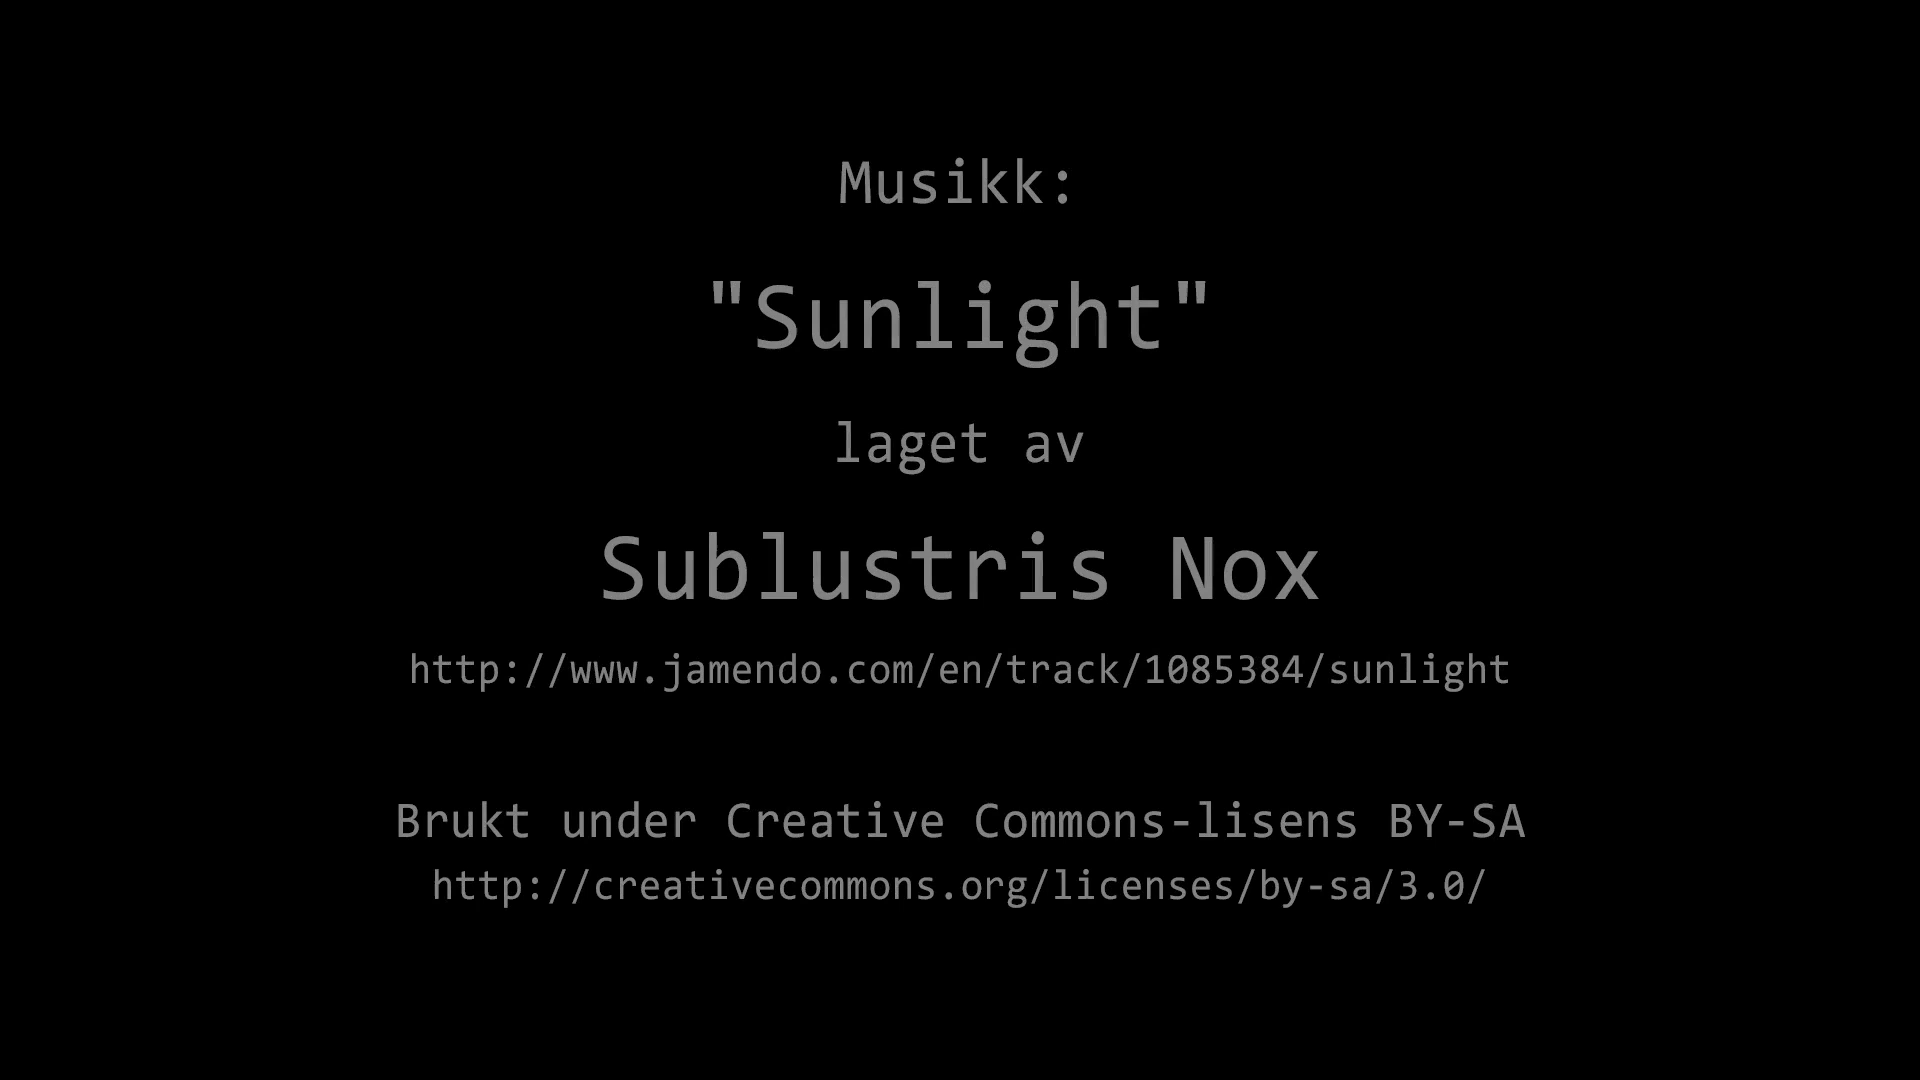 Musikk:
"Sunlight"
laget av
Sublustris Nox
http://www.jamendo.com/en/track/1085384/sunlight
Brukt under Creative Commons-lisens BY-SA
http://creativecommons.org/licenses/by-sa/3.0/